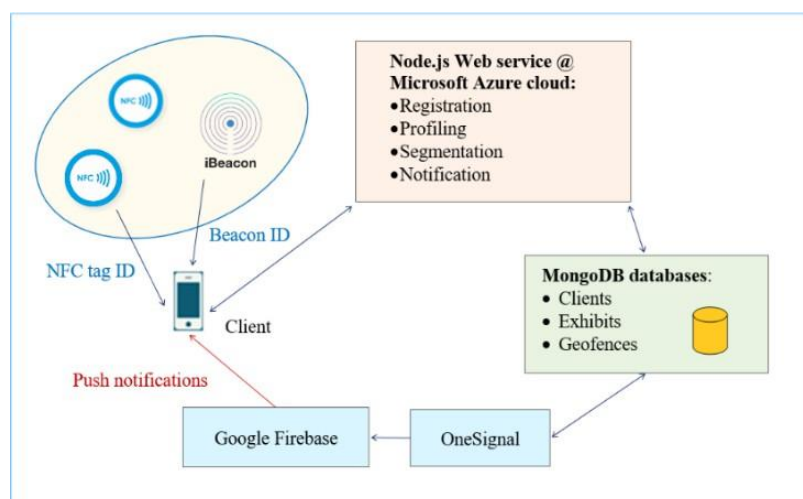 NFC
NFC
iBeacon
Beacon ID
NFC tag ID
Client
Push notifications
Node.js Web service @
Microsoft Azure cloud:
•Registration
•Profiling
•Segmentation
•Notification
MongoDB databases:
• Clients
• Exhibits
• Geofences
Google Firebase
OneSignal